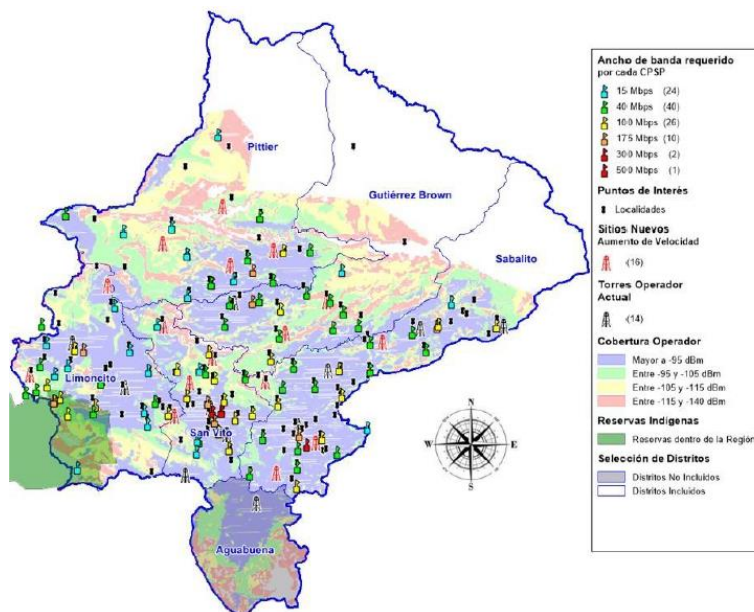 Pittier
Gutiérrez Brown
Sabalito
Limoncito
San Vito
Aguabuena
N
W
E
S
Ancho de banda requerido
por cada CPSP
15 Mbps (24)
40 Mbps (40)
100 Mbps (26)
175 Mbps (10)
300 Mbps (2)
500 Mbps (1)
Puntos de Interés
Localidades
Sitios Nuevos
Aumento de Velocidad
(16)
Torres Operador
Actual
(14)
Cobertura Operador
Mayor a -95 dBm
Entre -95 y -105 dBm
Entre -105 y -115 dBm
Entre -115 y -140 dBm
Reservas Indigenas
Reservas dentro de la Región
Selección de Distritos
Distritos No Incluidos
Distritos Incluidos